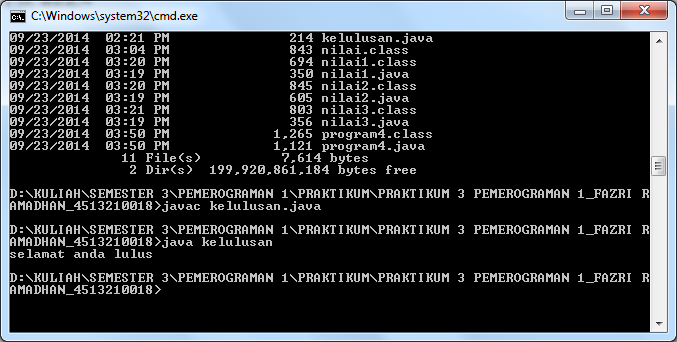 C:\Windows\system32\cmd.exe
09/23/2014  02:21 PM               214 kelulusan.java
09/23/2014  03:04 PM               843 nilai.class
09/23/2014  03:20 PM               694 nilai1.class
09/23/2014  03:19 PM               350 nilai1.java
09/23/2014  03:20 PM               845 nilai2.class
09/23/2014  03:19 PM               605 nilai2.java
09/23/2014  03:21 PM               803 nilai3.class
09/23/2014  03:19 PM               356 nilai3.java
09/23/2014  03:50 PM             1,265 program4.class
09/23/2014  03:50 PM             1,121 program4.java
              11 File(s)          7,614 bytes
               2 Dir(s)  199,920,861,184 bytes free
D:\KULIAH\SEMESTER 3\PEMEROGRAMAN 1\PRAKTIKUM\PRAKTIKUM 3 PEMEROGRAMAN 1_FAZRI R
AMADHAN_4513210018>javac kelulusan.java
D:\KULIAH\SEMESTER 3\PEMEROGRAMAN 1\PRAKTIKUM\PRAKTIKUM 3 PEMEROGRAMAN 1_FAZRI R
AMADHAN_4513210018>java kelulusan
selamat anda lulus
D:\KULIAH\SEMESTER 3\PEMEROGRAMAN 1\PRAKTIKUM\PRAKTIKUM 3 PEMEROGRAMAN 1_FAZRI R
AMADHAN_4513210018>